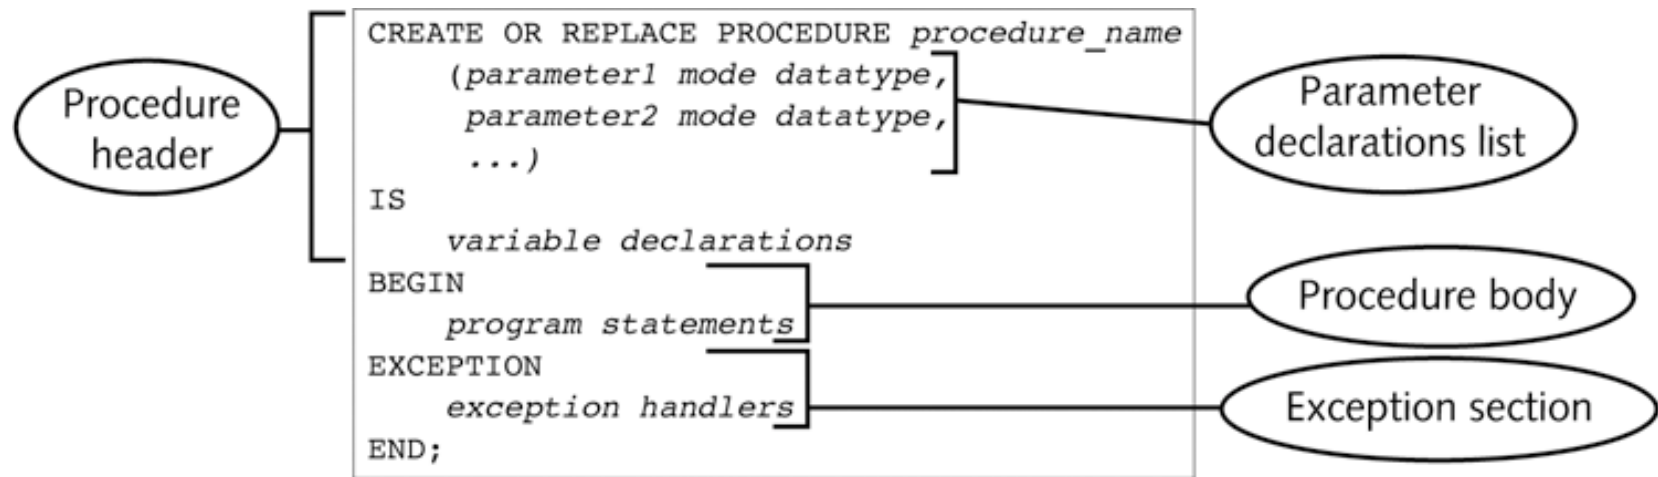 Procedure
header
CREATE OR REPLACE PROCEDURE procedure_name
(parameter1 mode datatype,
parameter2 mode datatype,
...)
IS
variable declarations
BEGIN
program statements
EXCEPTION
exception handlers
END;
Parameter
declarations list
Procedure body
Exception section